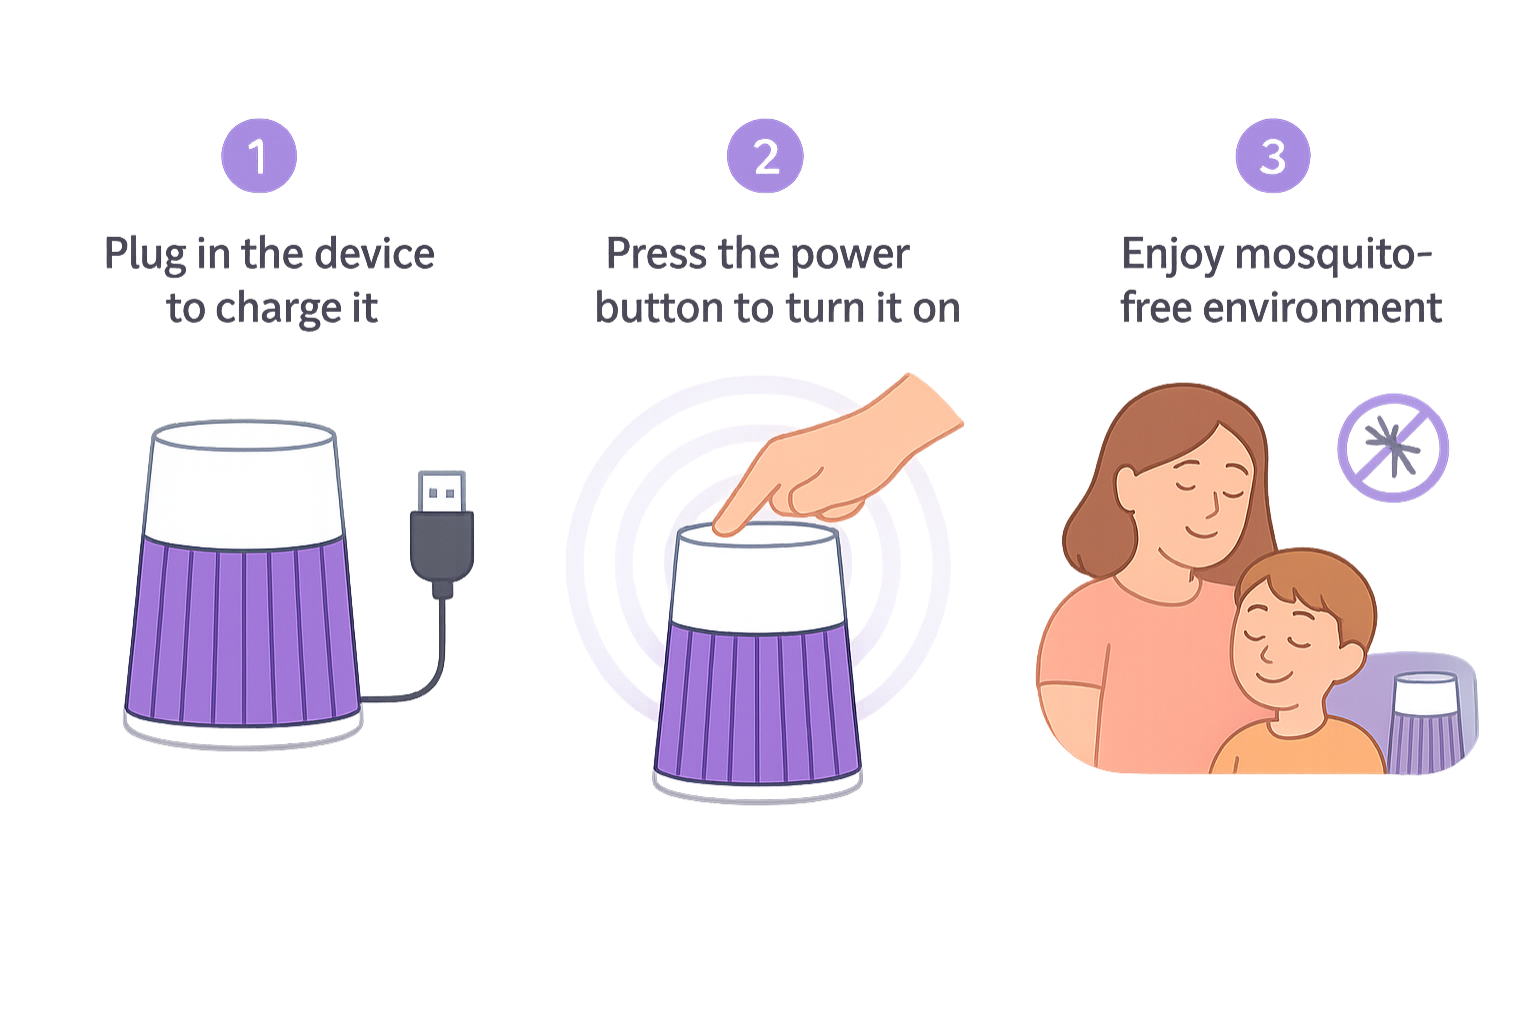 1
Plug in the device
to charge it
2
Press the power
button to turn it on
3
Enjoy mosquito-
free environment